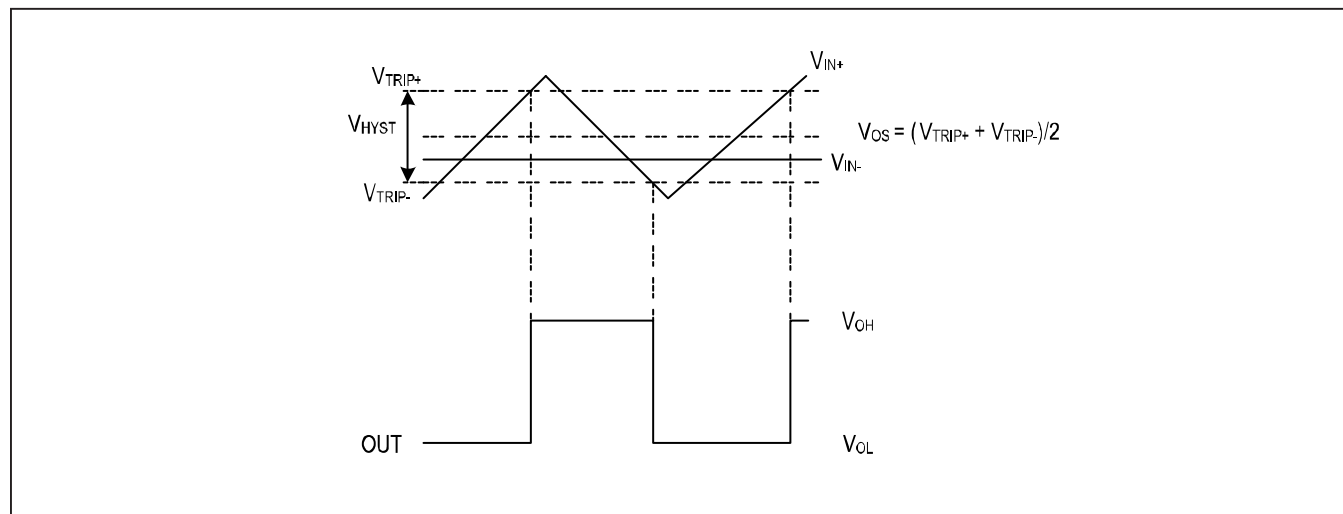 VIN+
VTRIP+
VHYST
VOS = (VTRIP+ + VTRIP-)/2
VIN-
VTRIP-
VOH
OUT
VOL